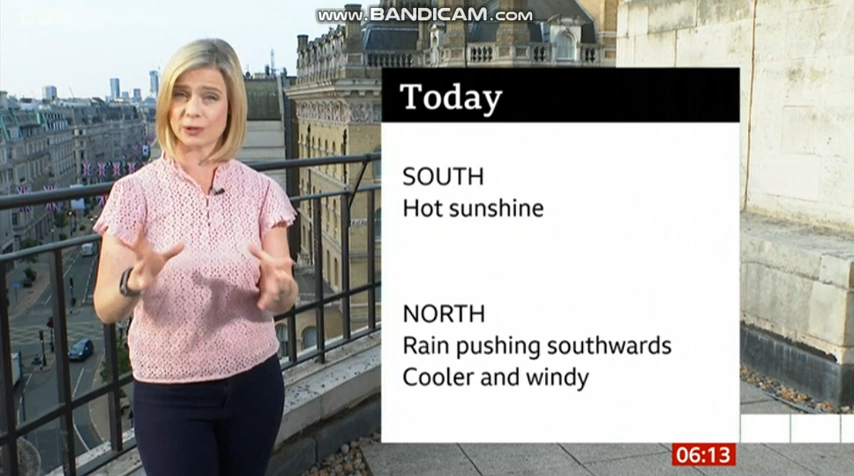 www.BANDICAM.com
Today
SOUTH
Hot sunshine
NORTH
Rain pushing southwards
Cooler and windy
06:13